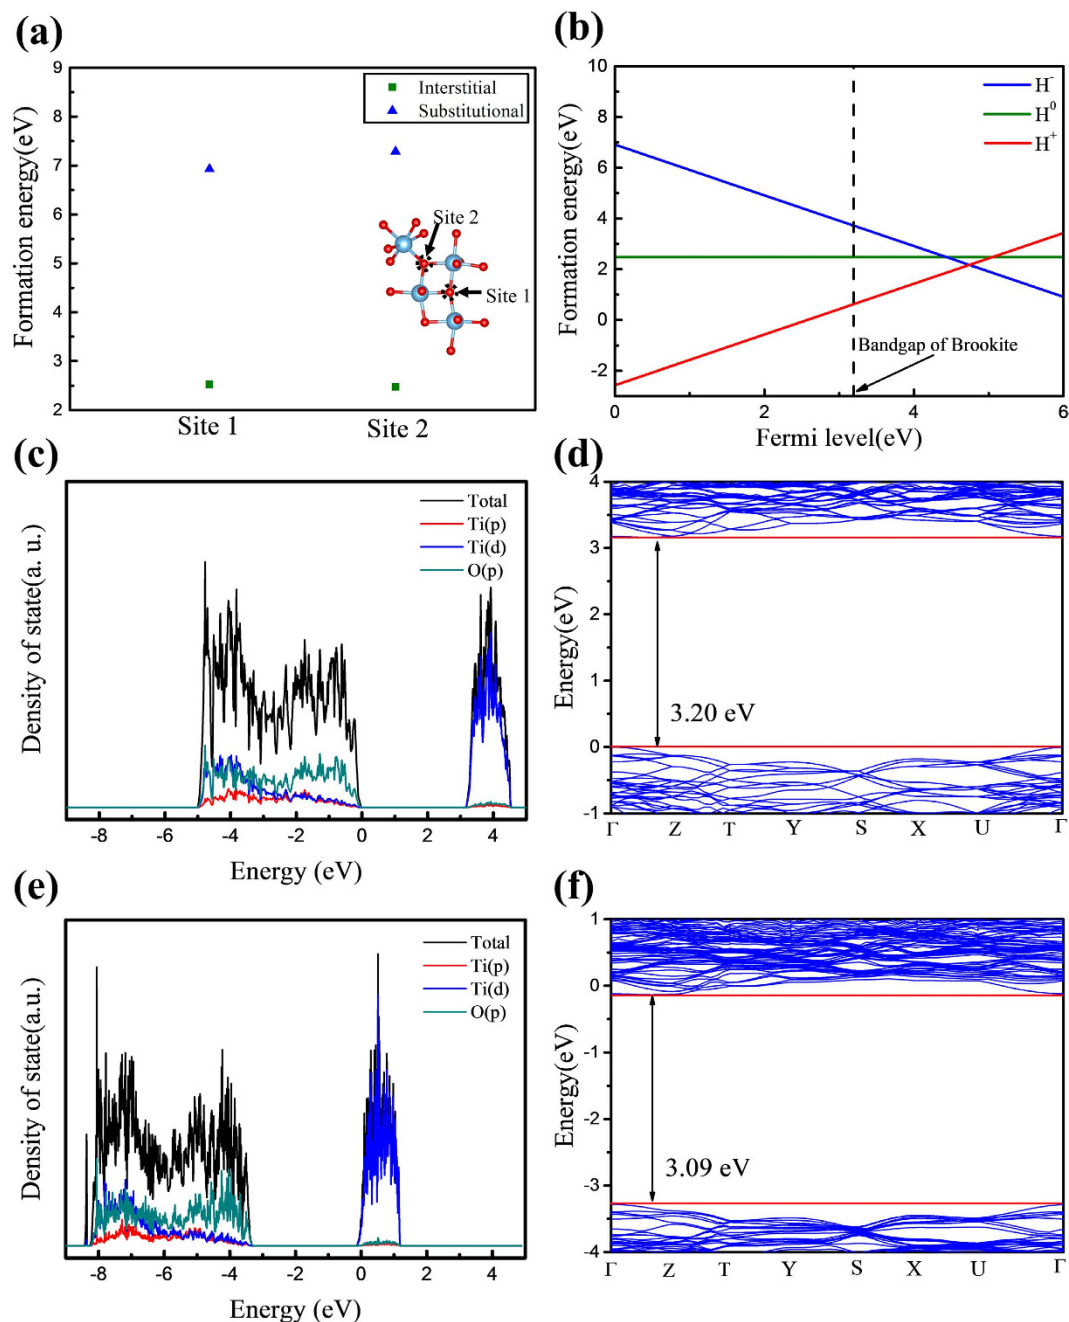 (a)
9
8
7
6
5
4
3
2
Formation energy(eV)
Interstitial
Substitutional
Site 2
Site 1
Site 1
Site 2
(b)
10
8
6
4
2
0
-2
Formation energy(eV)
H-
H0
H+
Bandgap of Brookite
0 2 4 6
Fermi level(eV)
(c)
Density of state(a. u.)
Total
Ti(p)
Ti(d)
O(p)
-8 -6 -4 -2 0 2 4
Energy (eV)
(d)
4
3
2
1
0
-1
Energy(eV)
3.20 eV
Γ Z T Y S X U Γ
(e)
Density of state(a.u.)
Total
Ti(p)
Ti(d)
O(p)
-8 -6 -4 -2 0 2 4
Energy (eV)
(f)
1
0
-1
-2
-3
-4
Energy(eV)
3.09 eV
Γ Z T Y S X U Γ